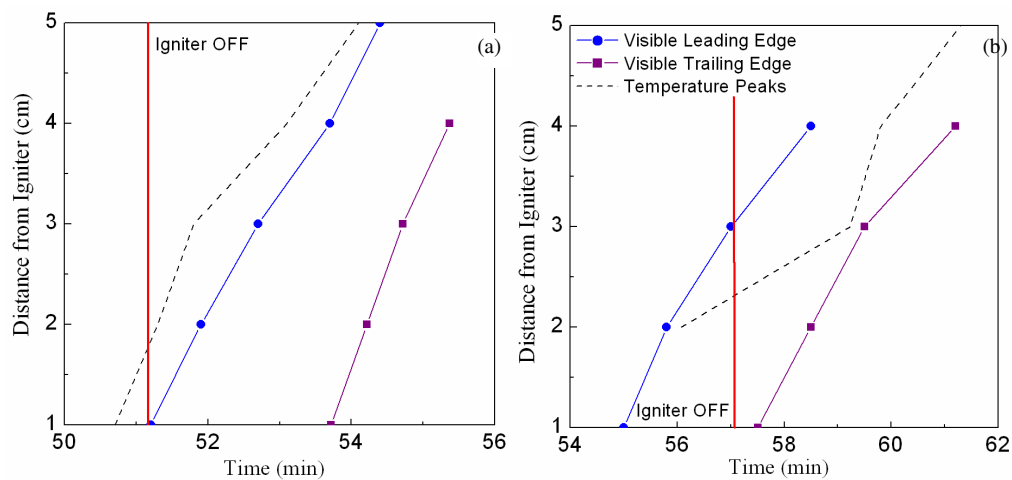 5
4
3
2
1
Distance from Igniter (cm)
Igniter OFF
(a)
50 52 54 56
Time (min)
5
4
3
2
1
Distance from Igniter (cm)
Visible Leading Edge
Visible Trailing Edge
Temperature Peaks
(b)
Igniter OFF
54 56 58 60 62
Time (min)